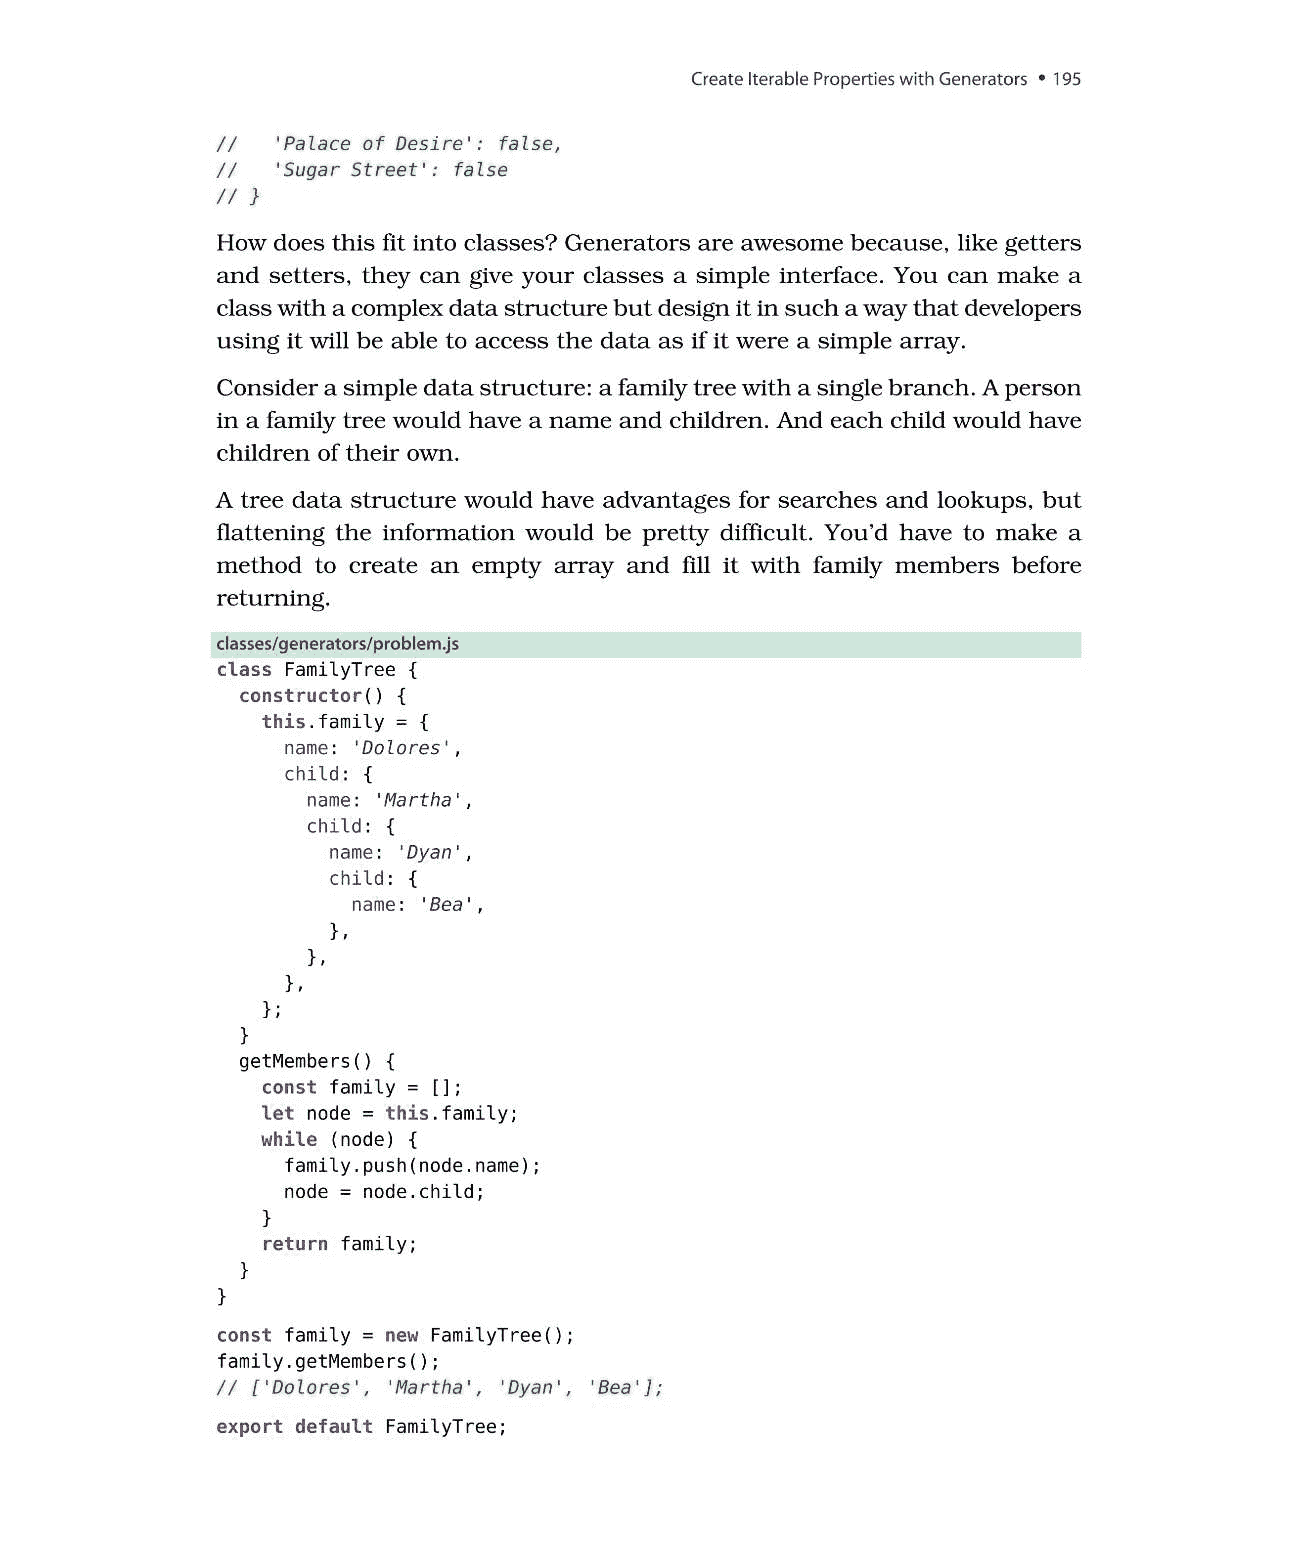 Create Iterable Properties with Generators • 195
//   'Palace of Desire': false,
//   'Sugar Street': false
// }
How does this fit into classes? Generators are awesome because, like getters
and setters, they can give your classes a simple interface. You can make a
class with a complex data structure but design it in such a way that developers
using it will be able to access the data as if it were a simple array.
Consider a simple data structure: a family tree with a single branch. A person
in a family tree would have a name and children. And each child would have
children of their own.
A tree data structure would have advantages for searches and lookups, but
flattening the information would be pretty difficult. You’d have to make a
method to create an empty array and fill it with family members before
returning.
classes/generators/problem.js
class FamilyTree {
  constructor() {
    this.family = {
      name: 'Dolores',
      child: {
        name: 'Martha',
        child: {
          name: 'Dyan',
          child: {
            name: 'Bea',
          },
        },
      },
    };
  }
  getMembers() {
    const family = [];
    let node = this.family;
    while (node) {
      family.push(node.name);
      node = node.child;
    }
    return family;
  }
}
const family = new FamilyTree();
family.getMembers();
// ['Dolores', 'Martha', 'Dyan', 'Bea'];
export default FamilyTree;